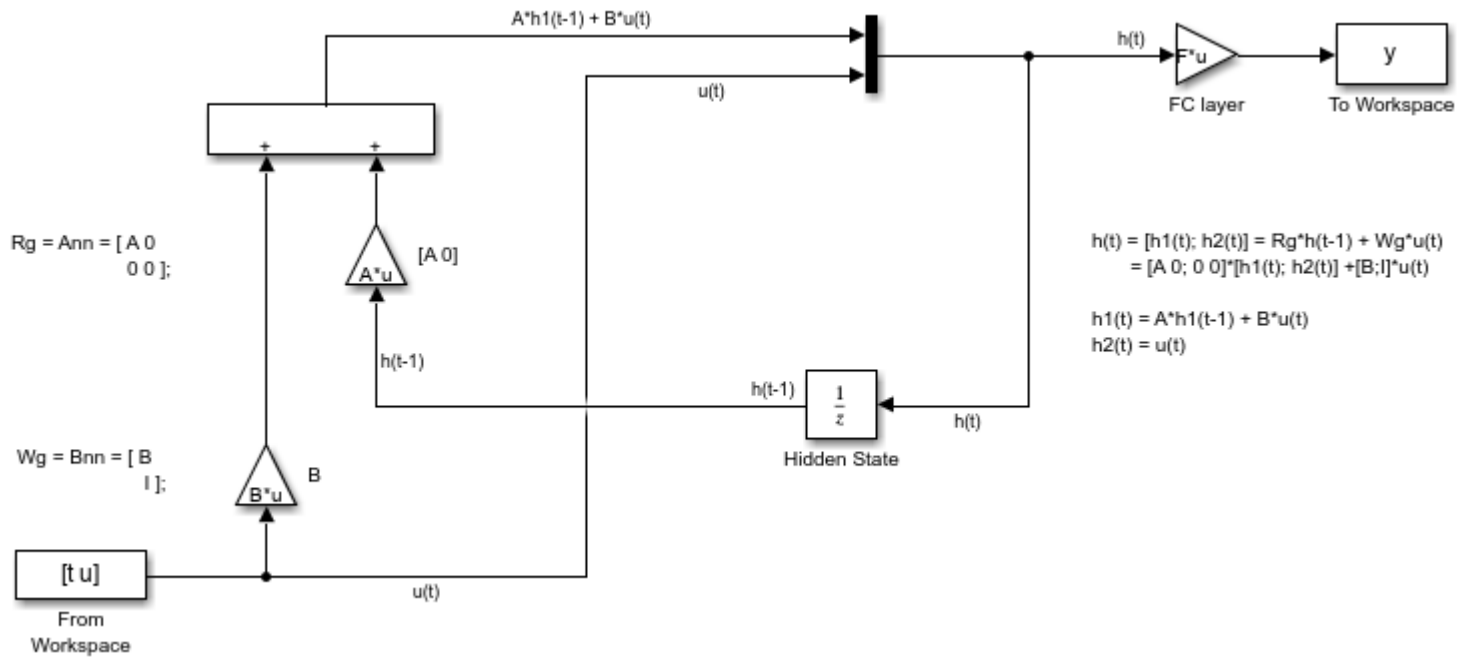 A*h1(t-1) + B*u(t)
h(t)
F*u
y
u(t)
FC layer
To Workspace
+ +
Rg = Ann = [ A 0
0 0 ];
[A 0]
A*u
h(t) = [h1(t); h2(t)] = Rg*h(t-1) + Wg*u(t)
= [A 0; 0 0]*[h1(t); h2(t)] +[B;I]*u(t)
h1(t) = A*h1(t-1) + B*u(t)
h2(t) = u(t)
h(t-1)
h(t-1)
1
z
h(t)
Hidden State
Wg = Bnn = [ B
I ];
B
B*u
[t u]
u(t)
From
Workspace